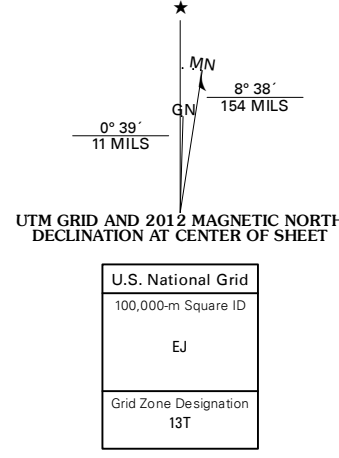 ★
MN
8° 38´
154 MILS
GN
0° 39´
11 MILS
UTM GRID AND 2012 MAGNETIC NORTH
DECLINATION AT CENTER OF SHEET
U.S. National Grid
100,000-m Square ID
EJ
Grid Zone Designation
13T